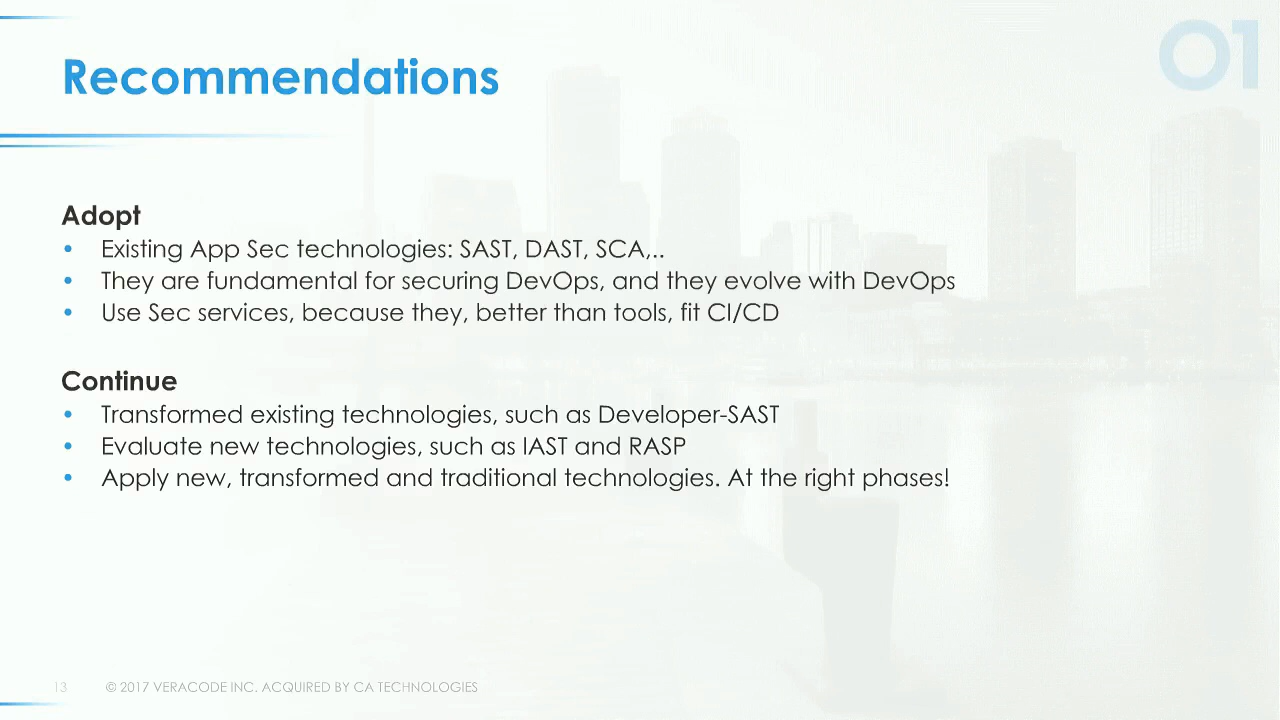 01
Recommendations
Adopt
• Existing App Sec technologies: SAST, DAST, SCA,..
• They are fundamental for securing DevOps, and they evolve with DevOps
• Use Sec services, because they, better than tools, fit CI/CD
Continue
• Transformed existing technologies, such as Developer-SAST
• Evaluate new technologies, such as IAST and RASP
• Apply new, transformed and traditional technologies. At the right phases!
13 © 2017 VERACODE INC. ACQUIRED BY CA TECHNOLOGIES